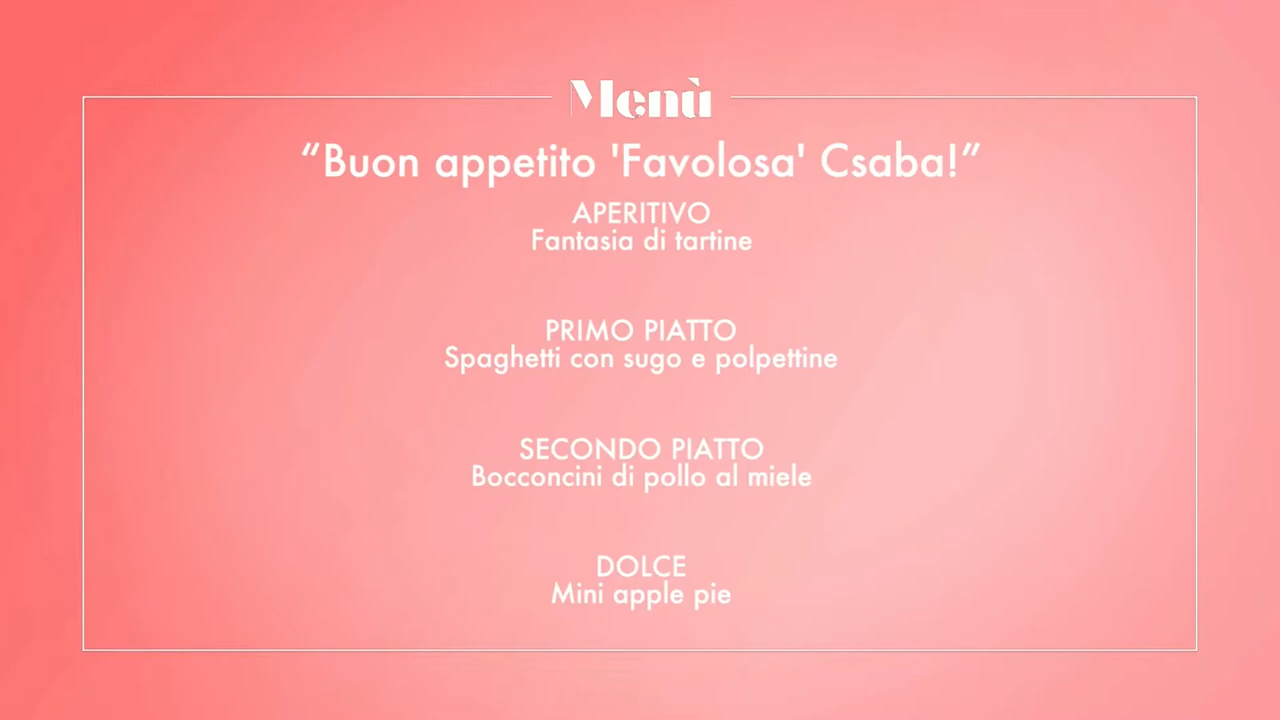 Menù
“Buon appetito 'Favolosa' Csaba!”
APERITIVO
Fantasia di tartine
PRIMO PIATTO
Spaghetti con sugo e polpettine
SECONDO PIATTO
Bocconcini di pollo al miele
DOLCE
Mini apple pie